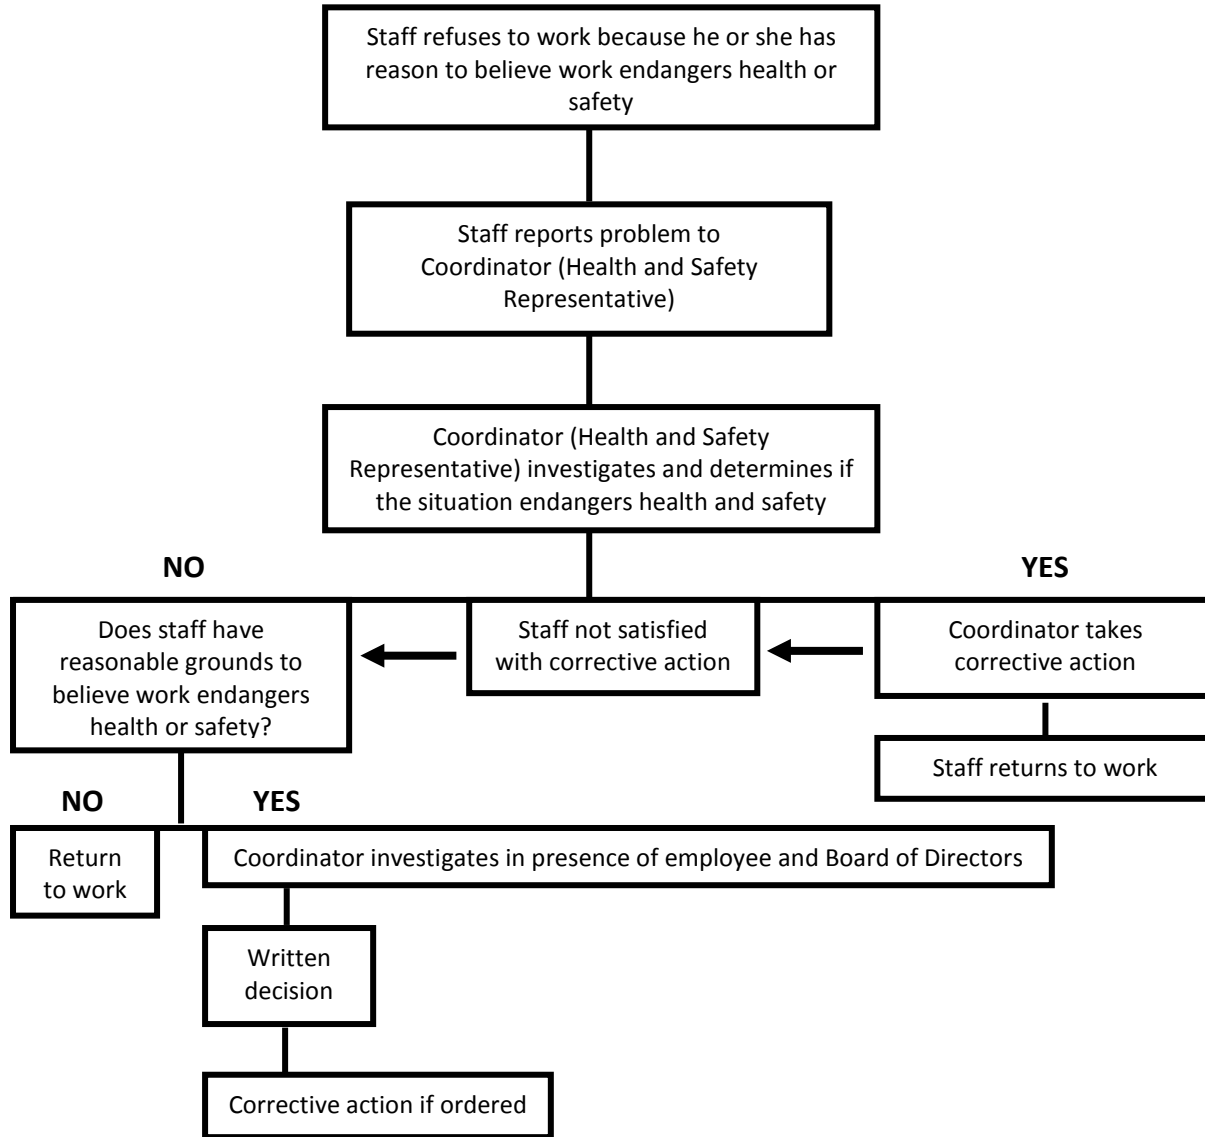 Staff refuses to work because he or she has
reason to believe work endangers health or
safety
Staff reports problem to
Coordinator (Health and Safety
Representative)
Coordinator (Health and Safety
Representative) investigates and determines if
the situation endangers health and safety
NO
YES
Does staff have
reasonable grounds to
believe work endangers
health or safety?
Staff not satisfied
with corrective action
Coordinator takes
corrective action
Staff returns to work
NO
YES
Return
to work
Coordinator investigates in presence of employee and Board of Directors
Written
decision
Corrective action if ordered